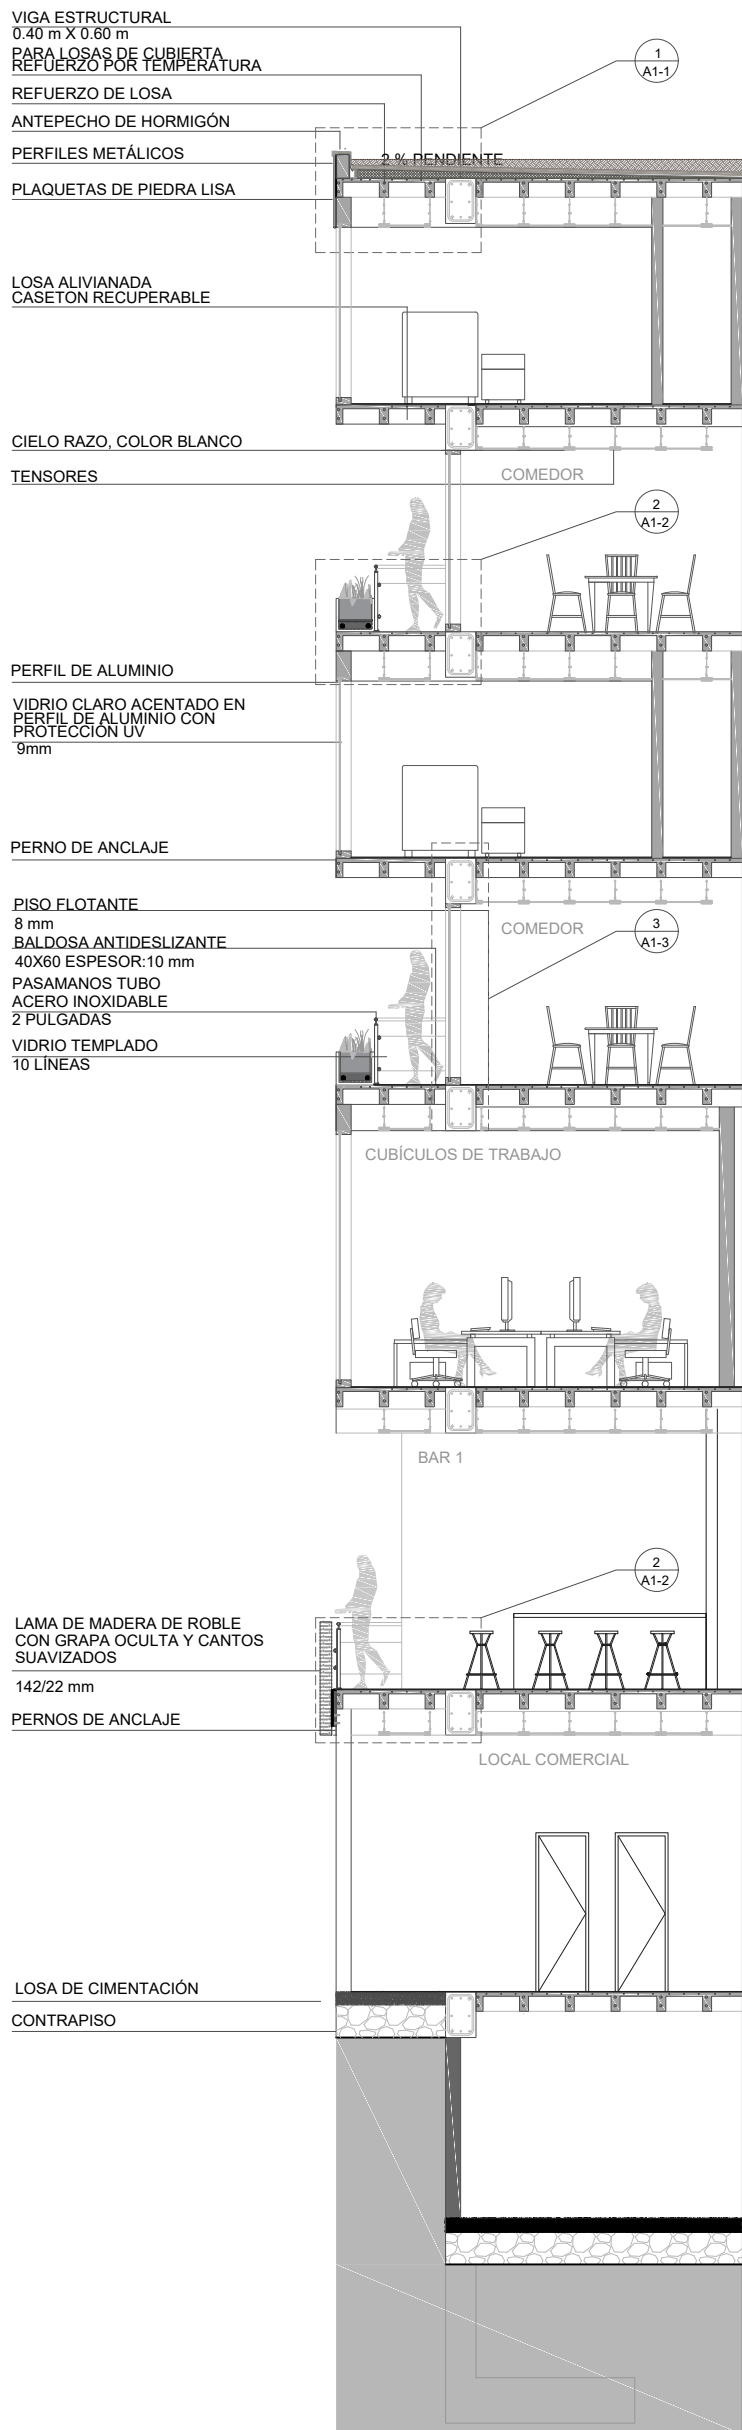 VIGA ESTRUCTURAL
0.40 m X 0.60 m
PARA LOSAS DE CUBIERTA
REFUERZO POR TEMPERATURA
REFUERZO DE LOSA
ANTEPECHO DE HORMIGÓN
PERFILES METÁLICOS
PLAQUETAS DE PIEDRA LISA
1
A1-1
2 % PENDIENTE
LOSA ALIVIANADA
CASETON RECUPERABLE
CIELO RAZO, COLOR BLANCO
TENSORES
COMEDOR
2
A1-2
PERFIL DE ALUMINIO
VIDRIO CLARO ACENTADO EN
PERFIL DE ALUMINIO CON
PROTECCIÓN UV
9mm
PERNO DE ANCLAJE
PISO FLOTANTE
8 mm
BALDOSA ANTIDESLIZANTE
40X60 ESPESOR:10 mm
PASAMANOS TUBO
ACERO INOXIDABLE
2 PULGADAS
VIDRIO TEMPLADO
10 LÍNEAS
COMEDOR
3
A1-3
CUBÍCULOS DE TRABAJO
BAR 1
2
A1-2
LAMA DE MADERA DE ROBLE
CON GRAPA OCULTA Y CANTOS
SUAVIZADOS
142/22 mm
PERNOS DE ANCLAJE
LOCAL COMERCIAL
LOSA DE CIMENTACIÓN
CONTRAPISO